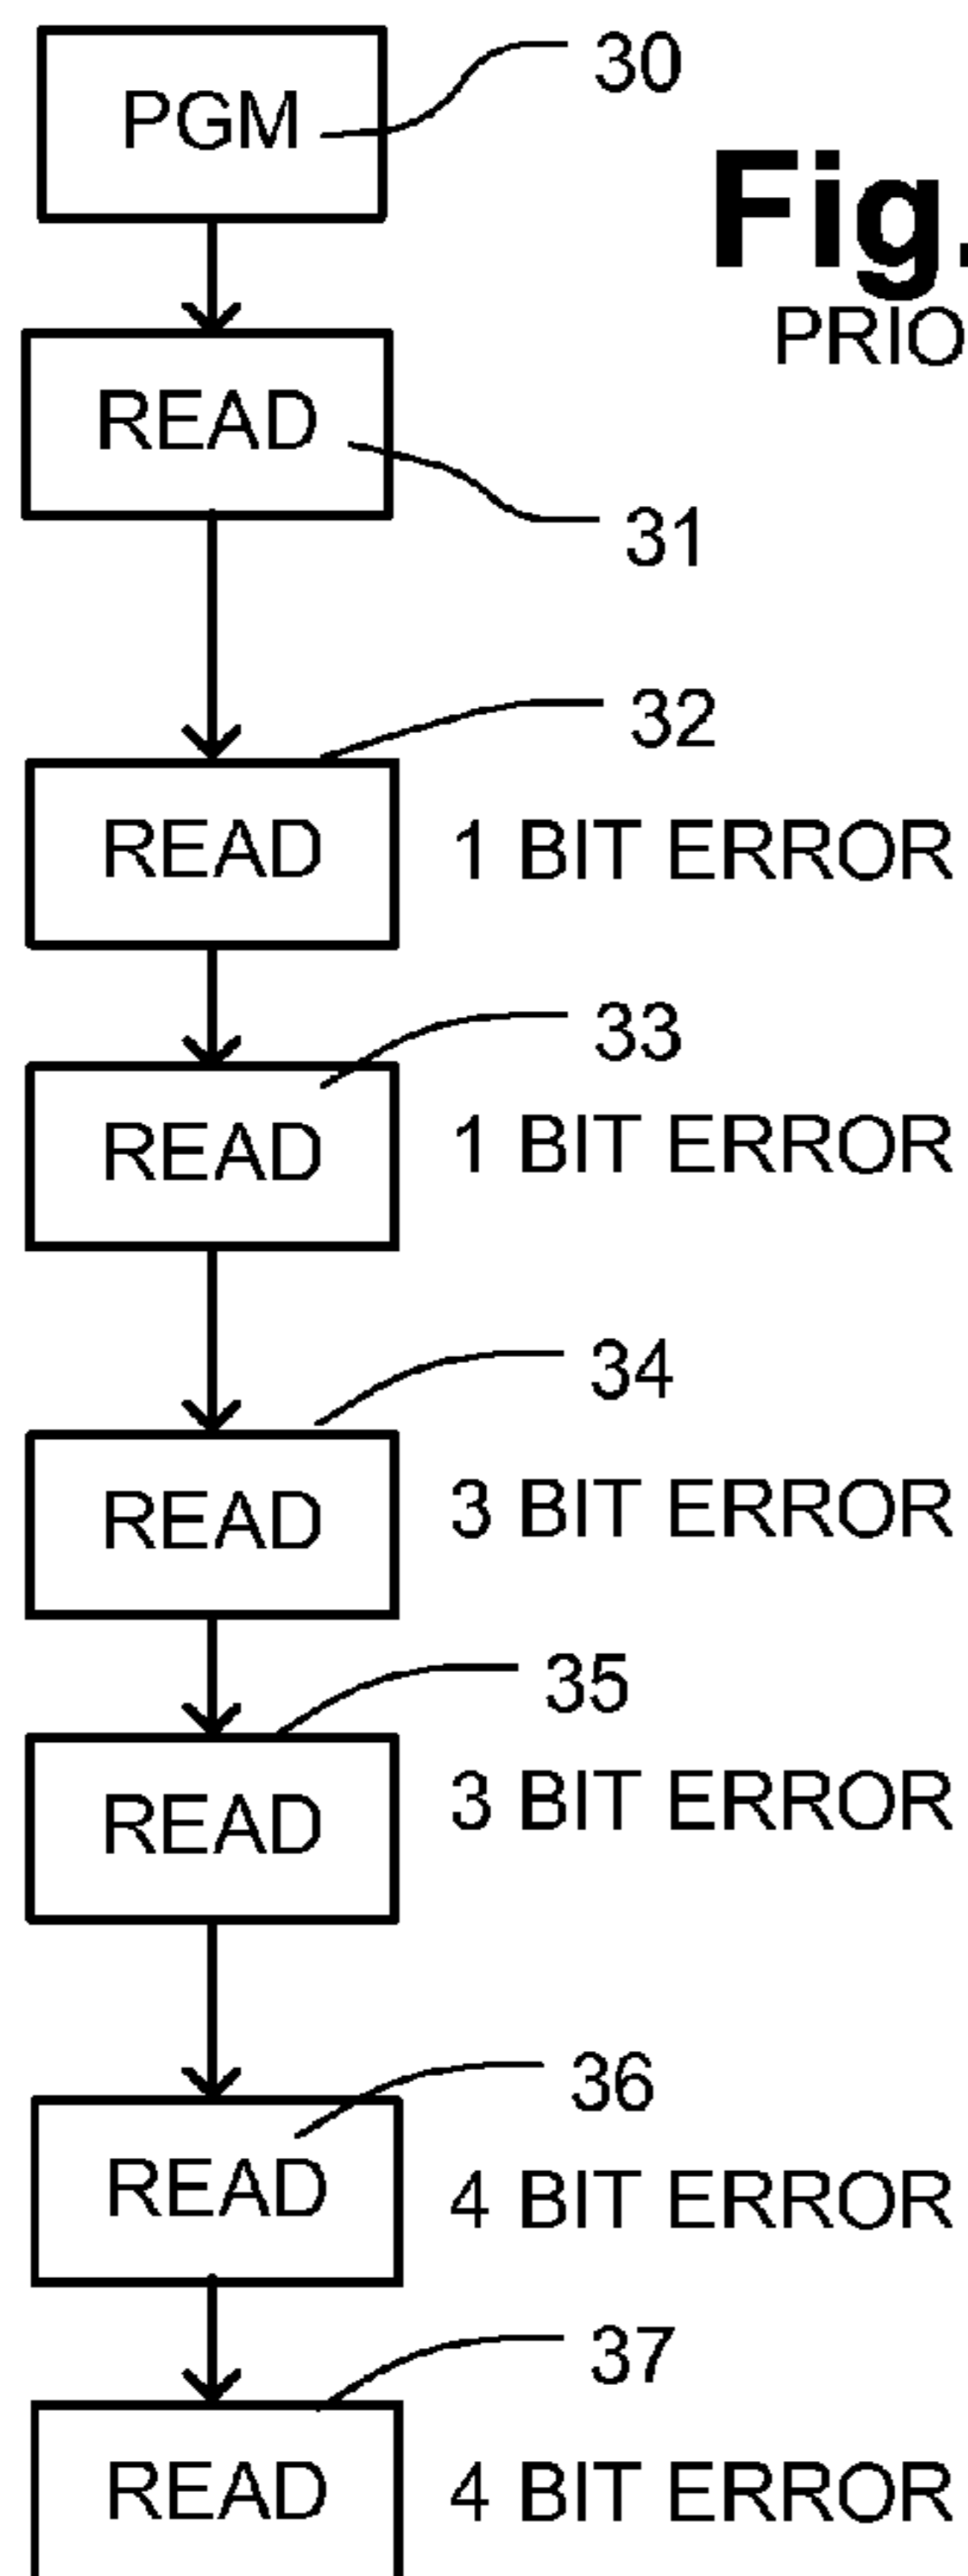 PGM
30
Fig.
PRIO
READ
31
32
READ 1 BIT ERROR
33
READ 1 BIT ERROR
34
READ 3 BIT ERROR
35
READ 3 BIT ERROR
36
READ 4 BIT ERROR
37
READ 4 BIT ERROR